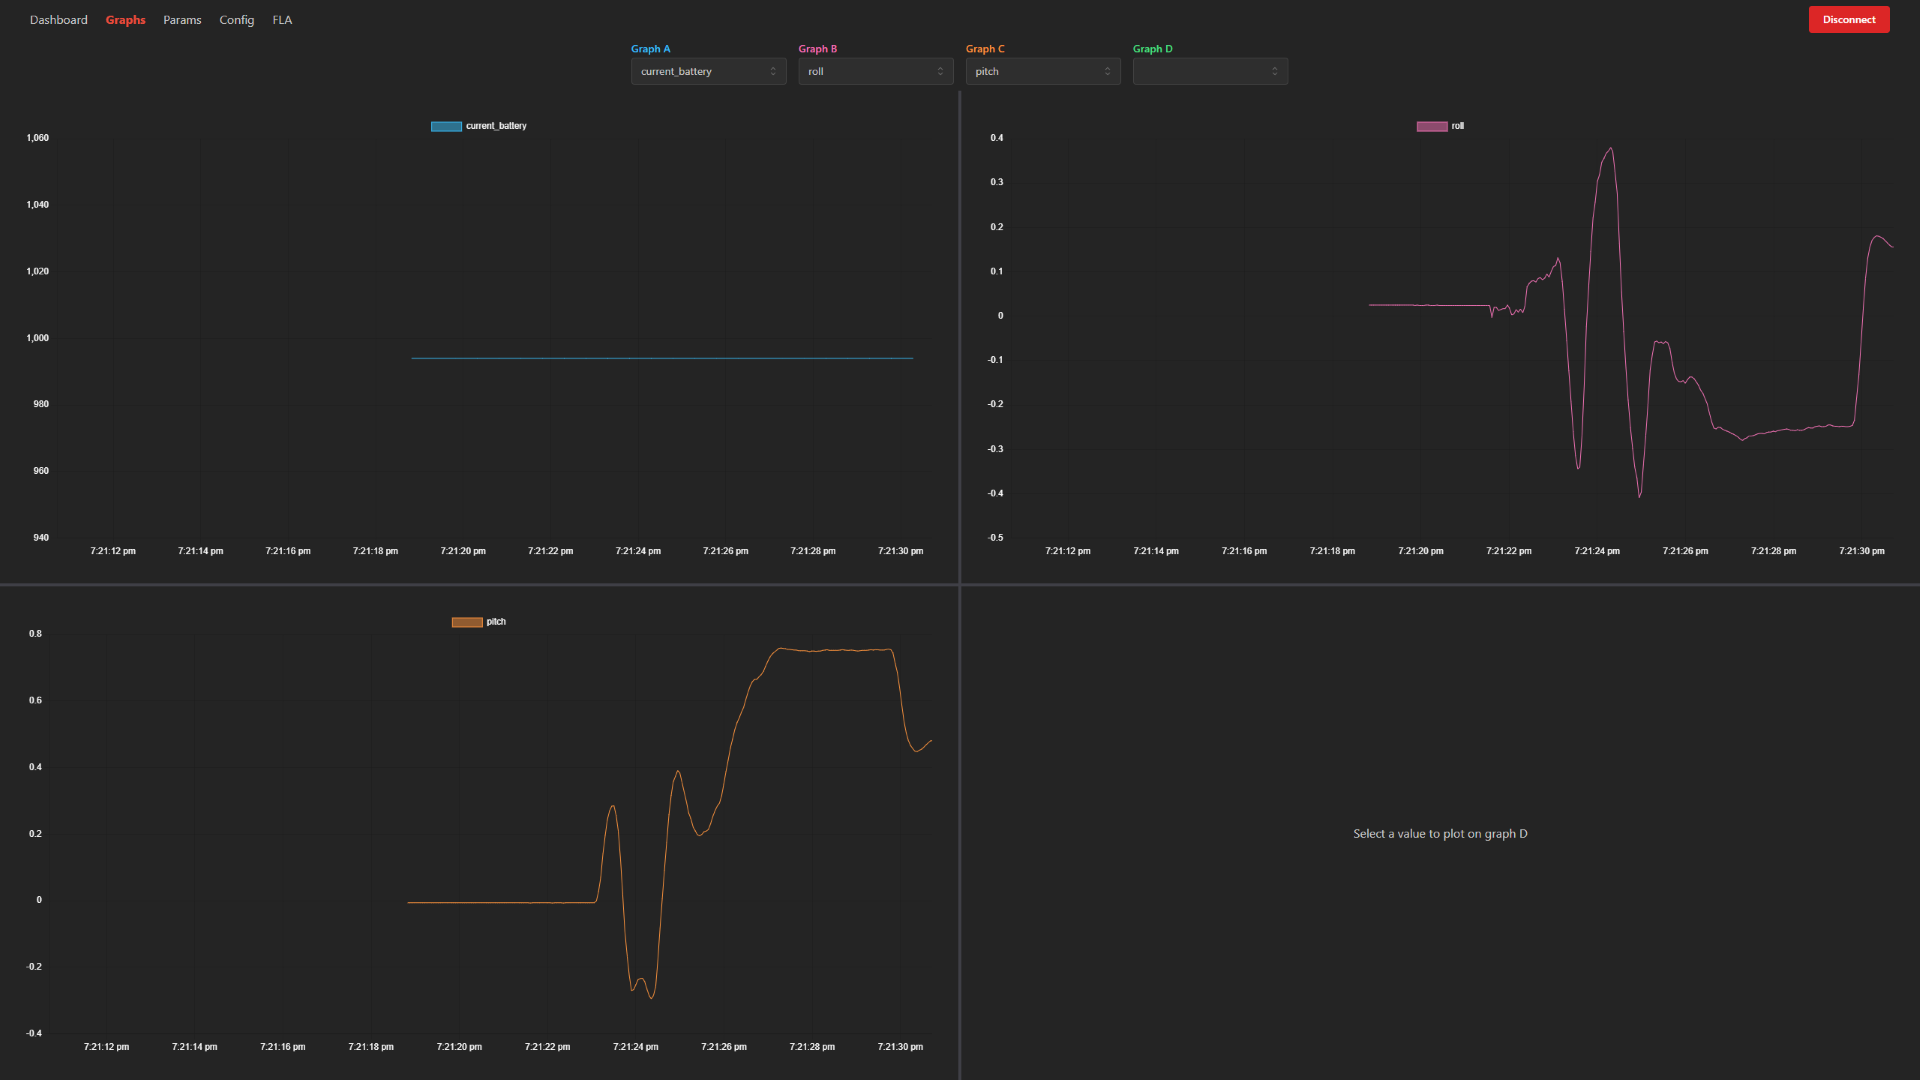 Dashboard Graphs Params Config FLA Disconnect
Graph A Graph B Graph C Graph D
current_battery roll pitch
current_battery
1,060
1,040
1,020
1,000
980
960
940
7:21:12 pm 7:21:14 pm 7:21:16 pm 7:21:18 pm 7:21:20 pm 7:21:22 pm 7:21:24 pm 7:21:26 pm 7:21:28 pm 7:21:30 pm
roll
0.4
0.3
0.2
0.1
0
-0.1
-0.2
-0.3
-0.4
-0.5
7:21:12 pm 7:21:14 pm 7:21:16 pm 7:21:18 pm 7:21:20 pm 7:21:22 pm 7:21:24 pm 7:21:26 pm 7:21:28 pm 7:21:30 pm
pitch
0.8
0.6
0.4
0.2
0
-0.2
-0.4
7:21:12 pm 7:21:14 pm 7:21:16 pm 7:21:18 pm 7:21:20 pm 7:21:22 pm 7:21:24 pm 7:21:26 pm 7:21:28 pm 7:21:30 pm
Select a value to plot on graph D